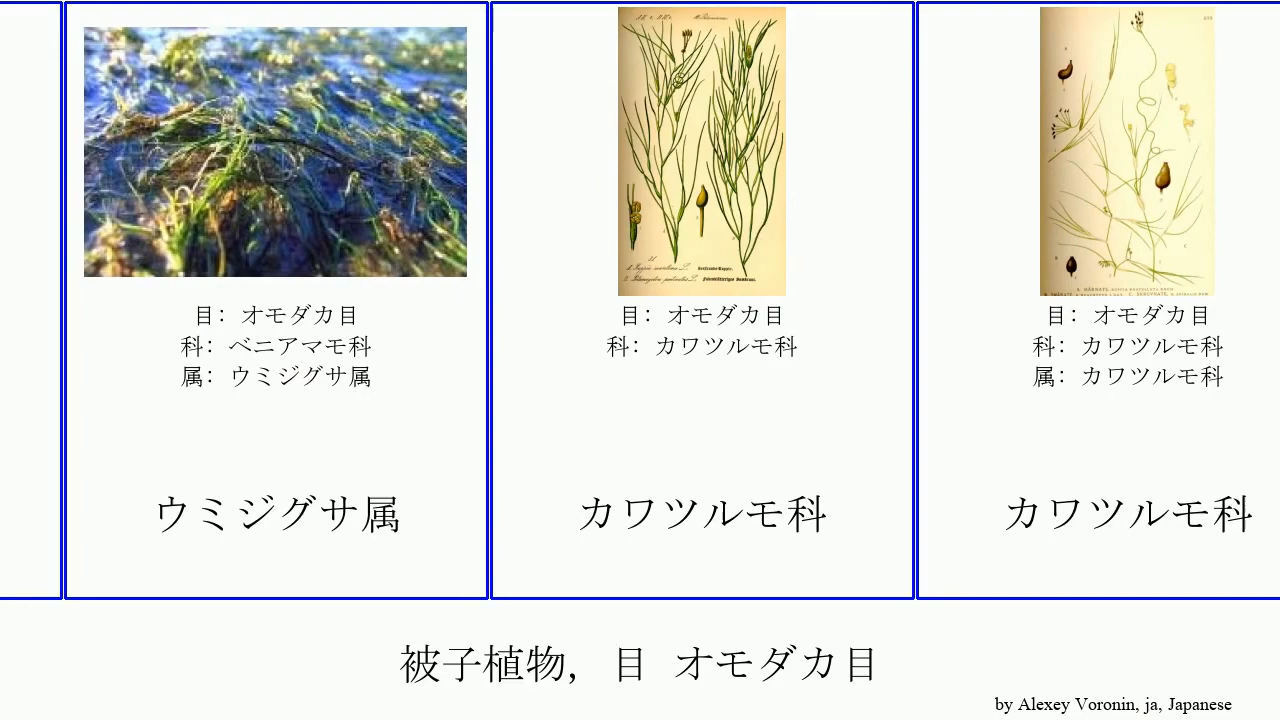 目: オモダカ目
科: ベニアマモ科
属: ウミジグサ属
ウミジグサ属
目: オモダカ目
科: カワツルモ科
カワツルモ科
目: オモダカ目
科: カワツルモ科
属: カワツルモ科
カワツルモ科
被子植物, 目 オモダカ目
by Alexey Voronin, ja, Japanese